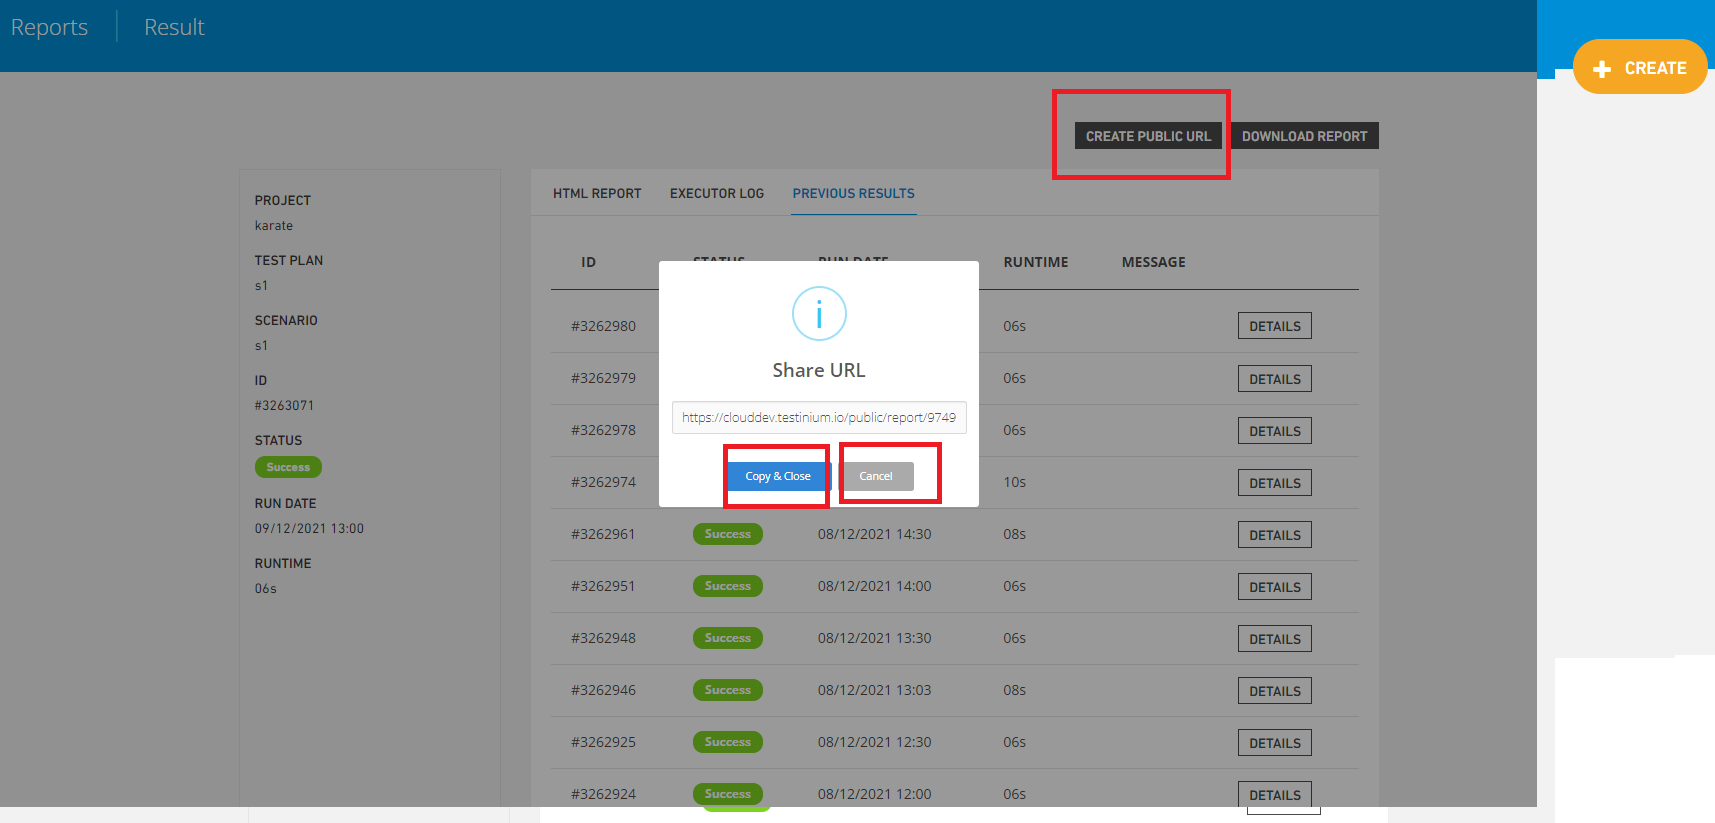 Reports Result
CREATE
CREATE PUBLIC URL DOWNLOAD REPORT
HTML REPORT EXECUTOR LOG PREVIOUS RESULTS
PROJECT
karate
TEST PLAN
s1
SCENARIO
s1
ID
#3263071
STATUS
Success
RUN DATE
09/12/2021 13:00
RUNTIME
06s
ID STATUS RUN DATE RUNTIME MESSAGE
#3262980 06s DETAILS
#3262979 06s DETAILS
#3262978 06s DETAILS
#3262974 10s DETAILS
#3262961 Success 08/12/2021 14:30 08s DETAILS
#3262951 Success 08/12/2021 14:00 06s DETAILS
#3262948 Success 08/12/2021 13:30 06s DETAILS
#3262946 Success 08/12/2021 13:03 08s DETAILS
#3262925 Success 08/12/2021 12:30 06s DETAILS
#3262924 Success 08/12/2021 12:00 06s DETAILS
i
Share URL
https://clouddev.testinium.io/public/report/9749
Copy & Close Cancel